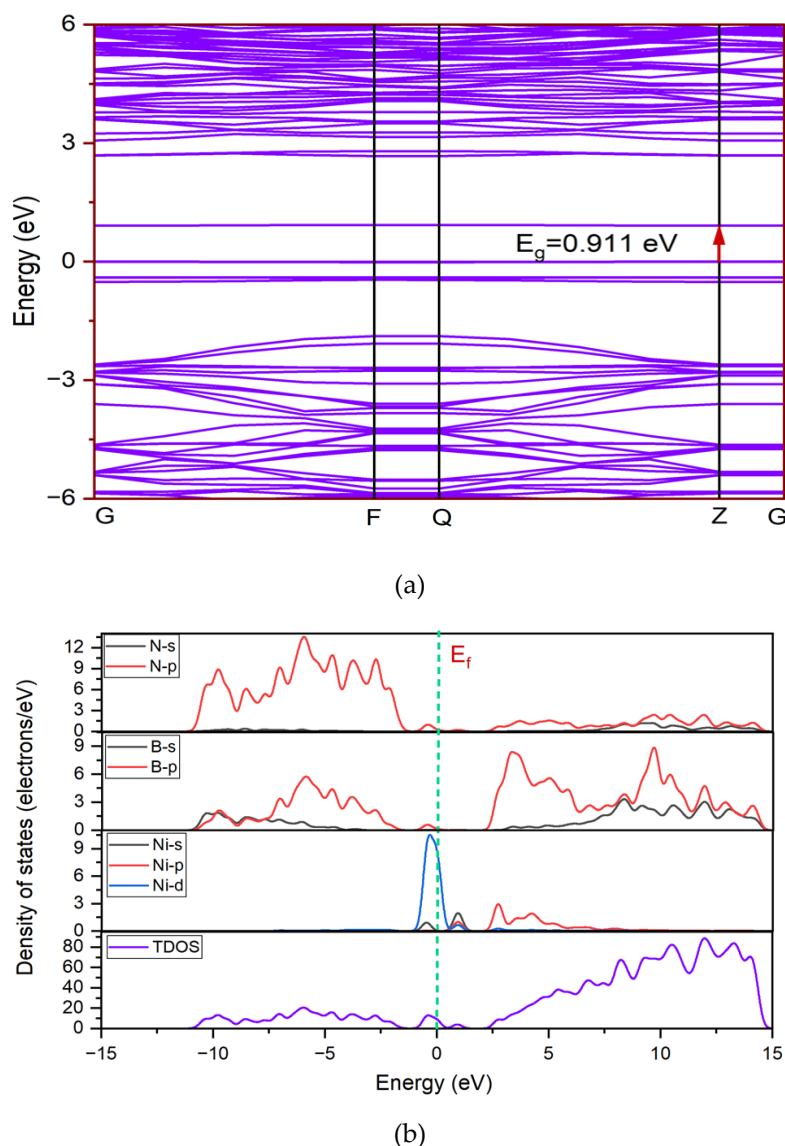 6
3
0
−3
−6
Energy (eV)
E_g=0.911 eV
G
F
Q
Z
G
(a)
N-s
N-p
E_f
12
9
6
3
0
B-s
B-p
9
6
3
0
Ni-s
Ni-p
Ni-d
9
6
3
0
TDOS
80
60
40
20
0
Density of states (electrons/eV)
−15
−10
−5
0
5
10
15
Energy (eV)
(b)